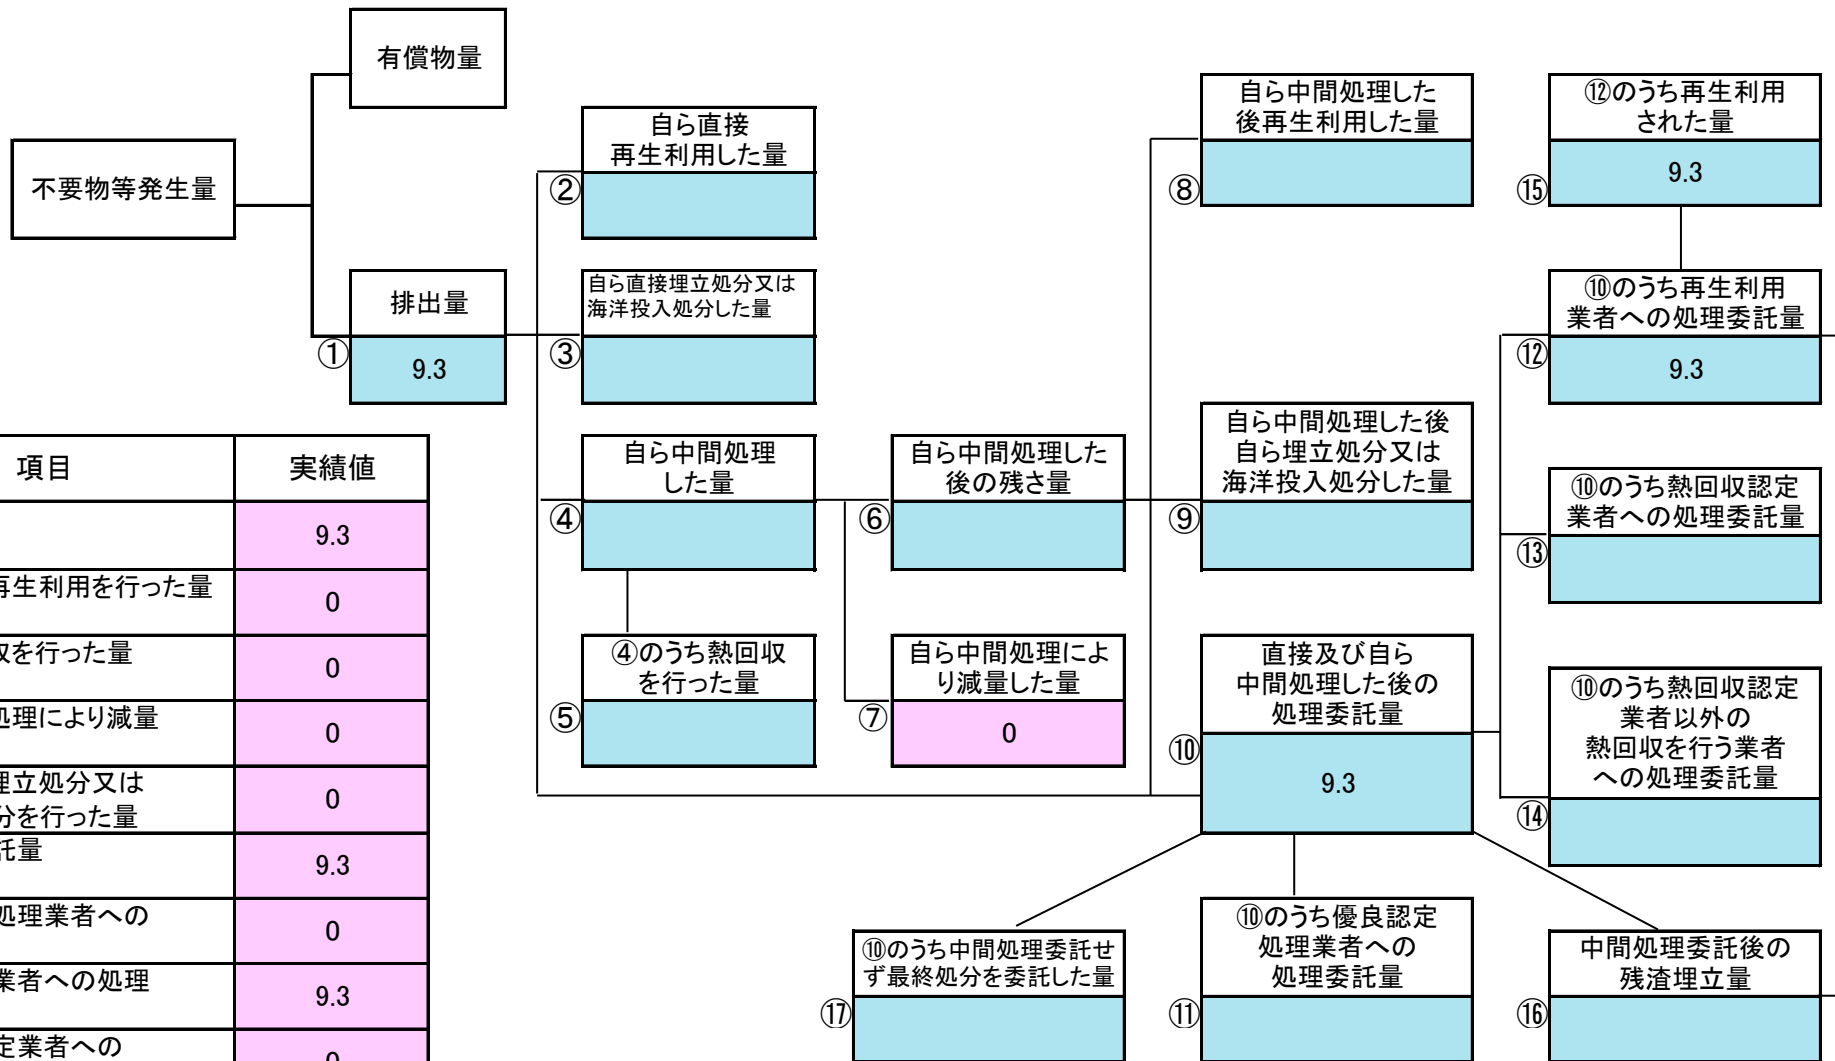 有償物量
不要物等発生量
排出量
①
9.3
自ら直接
再生利用した量
②
自ら直接埋立処分又は
海洋投入処分した量
③
自ら中間処理
した量
④
④のうち熱回収
を行った量
⑤
自ら中間処理した
後の残さ量
⑥
自ら中間処理によ
り減量した量
⑦
0
自ら中間処理した
後再生利用した量
⑧
自ら中間処理した後
自ら埋立処分又は
海洋投入処分した量
⑨
直接及び自ら
中間処理した後の
処理委託量
⑩
9.3
⑫のうち再生利用
された量
⑮
9.3
⑩のうち再生利用
業者への処理委託量
⑫
9.3
⑩のうち熱回収認定
業者への処理委託量
⑬
⑩のうち熱回収認定
業者以外の
熱回収を行う業者
への処理委託量
⑭
⑩のうち中間処理委託せ
ず最終処分を委託した量
⑰
⑩のうち優良認定
処理業者への
処理委託量
⑪
中間処理委託後の
残渣埋立量
⑯
項目 実績値
9.3
再生利用を行った量
0
を行った量
0
処理により減量
0
埋立処分又は
分を行った量
0
託量
9.3
処理業者への
0
業者への処理
9.3
定業者への
0